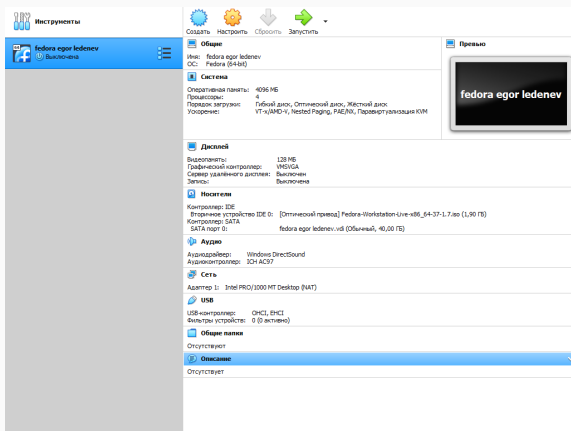 Инструменты
Создать Настроить Сбросить Запустить
fedora egor ledenev
Выключена
Общие
Имя: fedora egor ledenev
ОС: Fedora (64-bit)
Превью
fedora egor ledenev
Система
Оперативная память: 4096 МБ
Процессоры: 4
Порядок загрузки: Гибкий диск, Оптический диск, Жёсткий диск
Ускорение: VT-x/AMD-V, Nested Paging, PAE/NX, Паравиртуализация KVM
Дисплей
Видеопамять: 128 МБ
Графический контроллер: VMSVGA
Сервер удалённого дисплея: Выключен
Запись: Выключена
Носители
Контроллер: IDE
Вторичное устройство IDE 0: [Оптический привод] Fedora-Workstation-Live-x86_64-37-1.7.iso (1,90 ГБ)
Контроллер: SATA
SATA порт 0: fedora egor ledenev.vdi (Обычный, 40,00 ГБ)
Аудио
Аудиодрайвер: Windows DirectSound
Аудиоконтроллер: ICH AC97
Сеть
Адаптер 1: Intel PRO/1000 MT Desktop (NAT)
USB
USB-контроллер: OHCI, EHCI
Фильтры устройств: 0 (0 активно)
Общие папки
Отсутствуют
Описание
Отсутствует